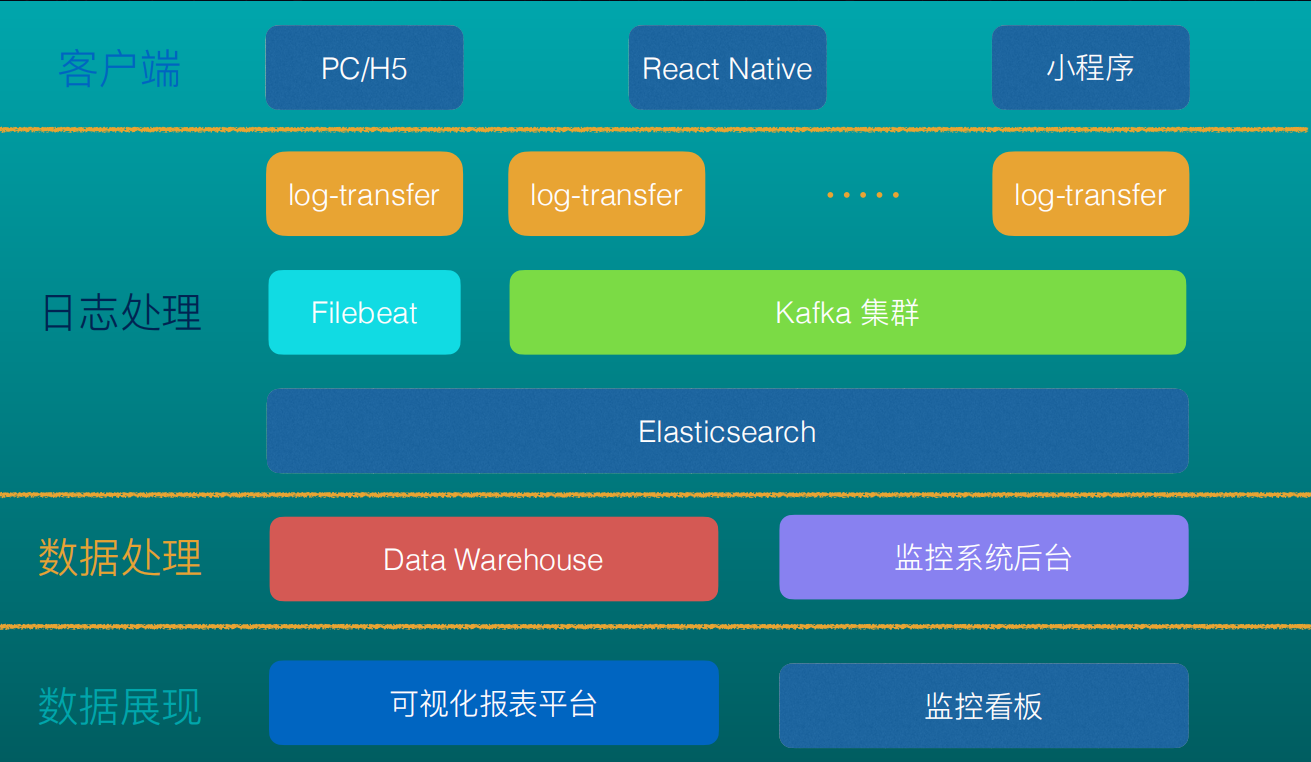 客户端
PC/H5
React Native
小程序
log-transfer
log-transfer
log-transfer
日志处理
Filebeat
Kafka 集群
Elasticsearch
数据处理
Data Warehouse
监控系统后台
数据展现
可视化报表平台
监控看板